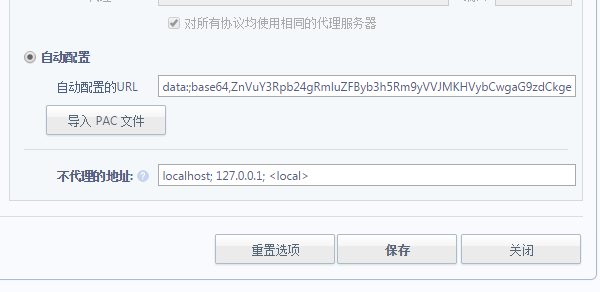 对所有协议均使用相同的代理服务器
自动配置
自动配置的URL data:;base64,ZnVuY3Rpb24gRmluZFByb3h5Rm9yVVJMKHVybCwgaG9zdCkge
导入 PAC 文件
不代理的地址: ? localhost; 127.0.0.1; <local>
重置选项 保存 关闭